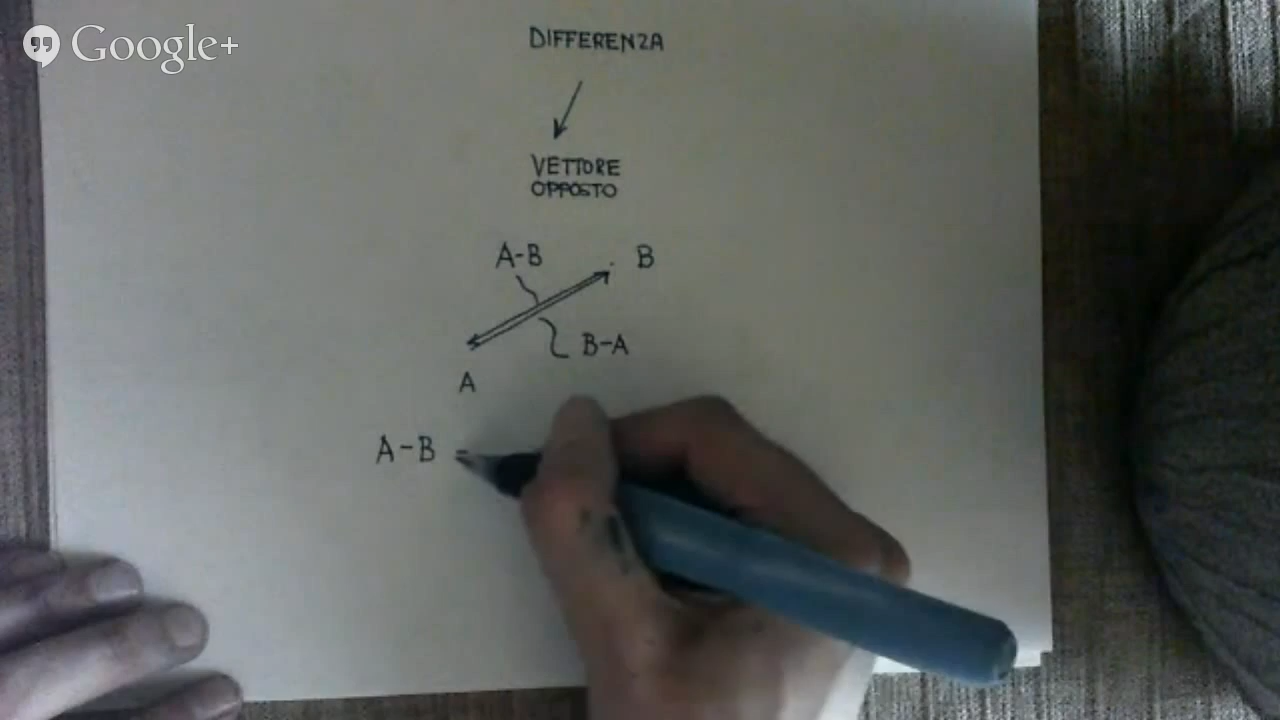 Google+
DIFFERENZA
VETTORE
OPPOSTO
A-B
B
B-A
A
A-B =